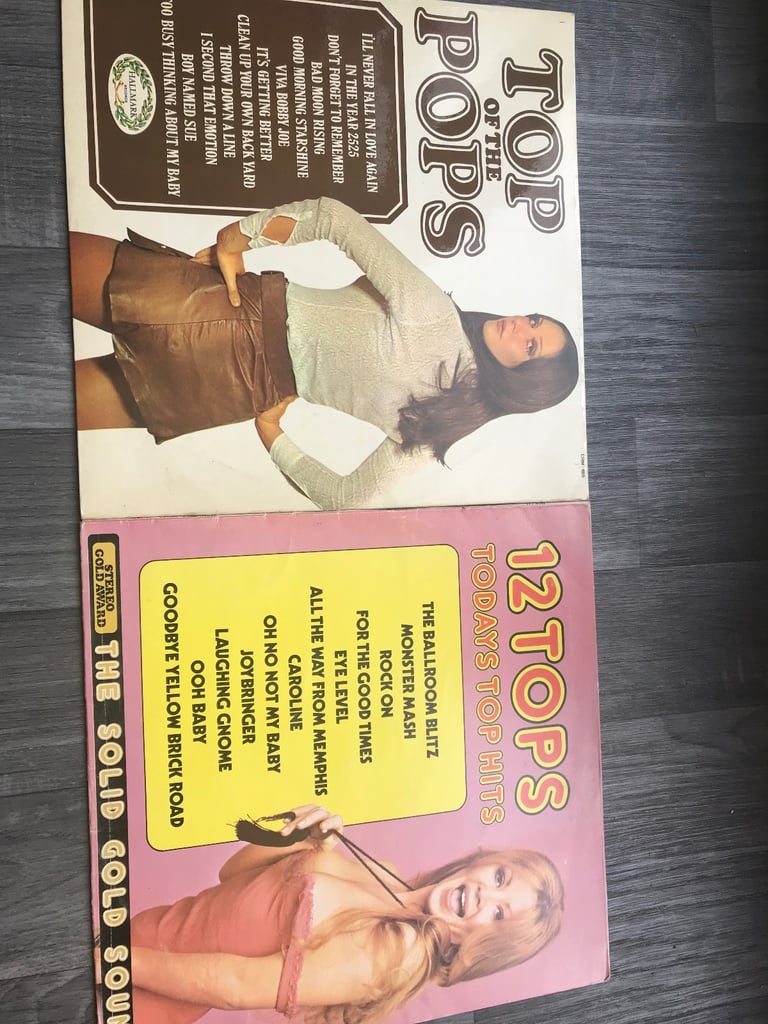 TOP
OF THE
POPS
I'LL NEVER FALL IN LOVE AGAIN
IN THE YEAR 2525
DON'T FORGET TO REMEMBER
BAD MOON RISING
GOOD MORNING STARSHINE
VIVA BOBBY JOE
IT'S GETTING BETTER
CLEAN UP YOUR OWN BACK YARD
THROW DOWN A LINE
I SECOND THAT EMOTION
BOY NAMED SUE
TOO BUSY THINKING ABOUT MY BABY
HALLMARK
12 TOPS
TODAYS TOP HITS
THE BALLROOM BLITZ
MONSTER MASH
ROCK ON
FOR THE GOOD TIMES
EYE LEVEL
ALL THE WAY FROM MEMPHIS
CAROLINE
OH NO NOT MY BABY
JOYBRINGER
LAUGHING GNOME
OOH BABY
GOODBYE YELLOW BRICK ROAD
STEREO
GOLD AWARD
THE SOLID GOLD SOUN